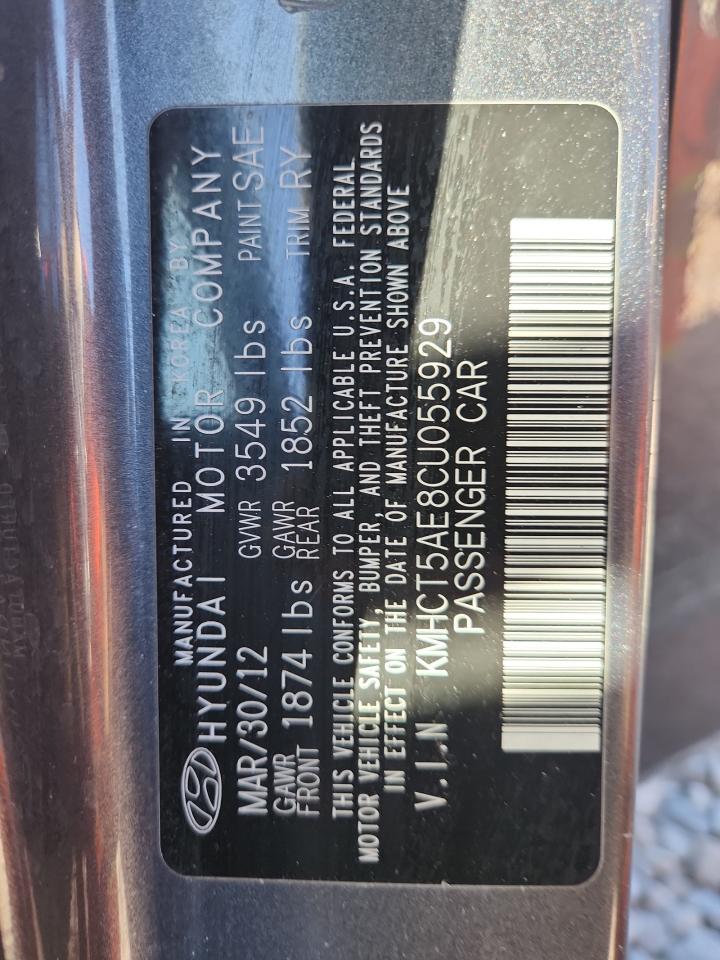 MANUFACTURED IN KOREA BY
HYUNDAI MOTOR COMPANY
MAR/30/12 GVWR 3549 lbs PAINT SAE
GAWR FRONT 1874 lbs GAWR REAR 1852 lbs TRIM RY
THIS VEHICLE CONFORMS TO ALL APPLICABLE U.S.A. FEDERAL
MOTOR VEHICLE SAFETY, BUMPER, AND THEFT PREVENTION STANDARDS
IN EFFECT ON THE DATE OF MANUFACTURE SHOWN ABOVE
V.I.N KMHCT5AE8CU055929
PASSENGER CAR